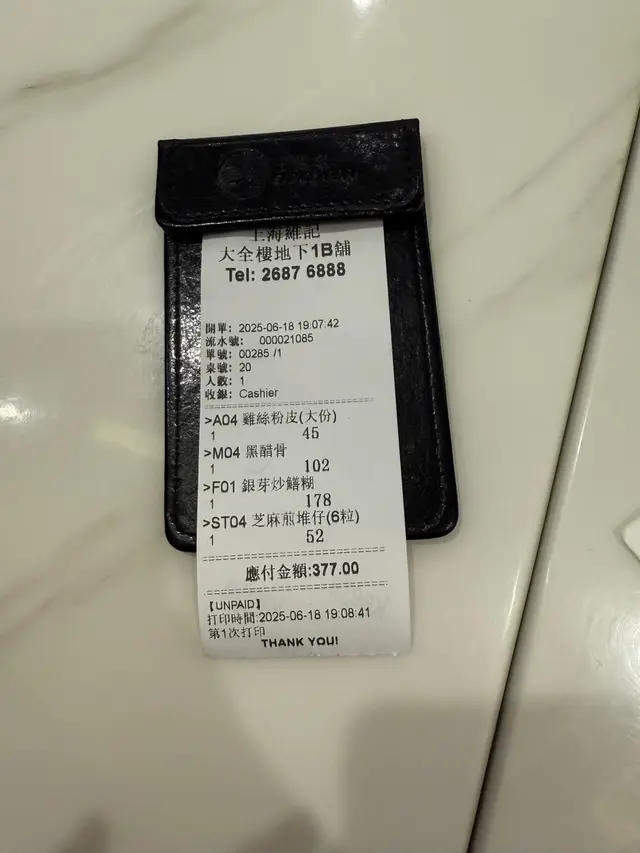 上海維記
大全樓地下1B舖
Tel: 2687 6888
開單: 2025-06-18 19:07:42
流水號: 000021085
單號: 00285 /1
桌號: 20
人數: 1
收銀: Cashier
>A04 雞絲粉皮(大份)
1 45
>M04 黑醋骨
1 102
>F01 銀芽炒鱔糊
1 178
>ST04 芝麻煎堆仔(6粒)
1 52
應付金額:377.00
【UNPAID】
打印時間:2025-06-18 19:08:41
第1次打印
THANK YOU!